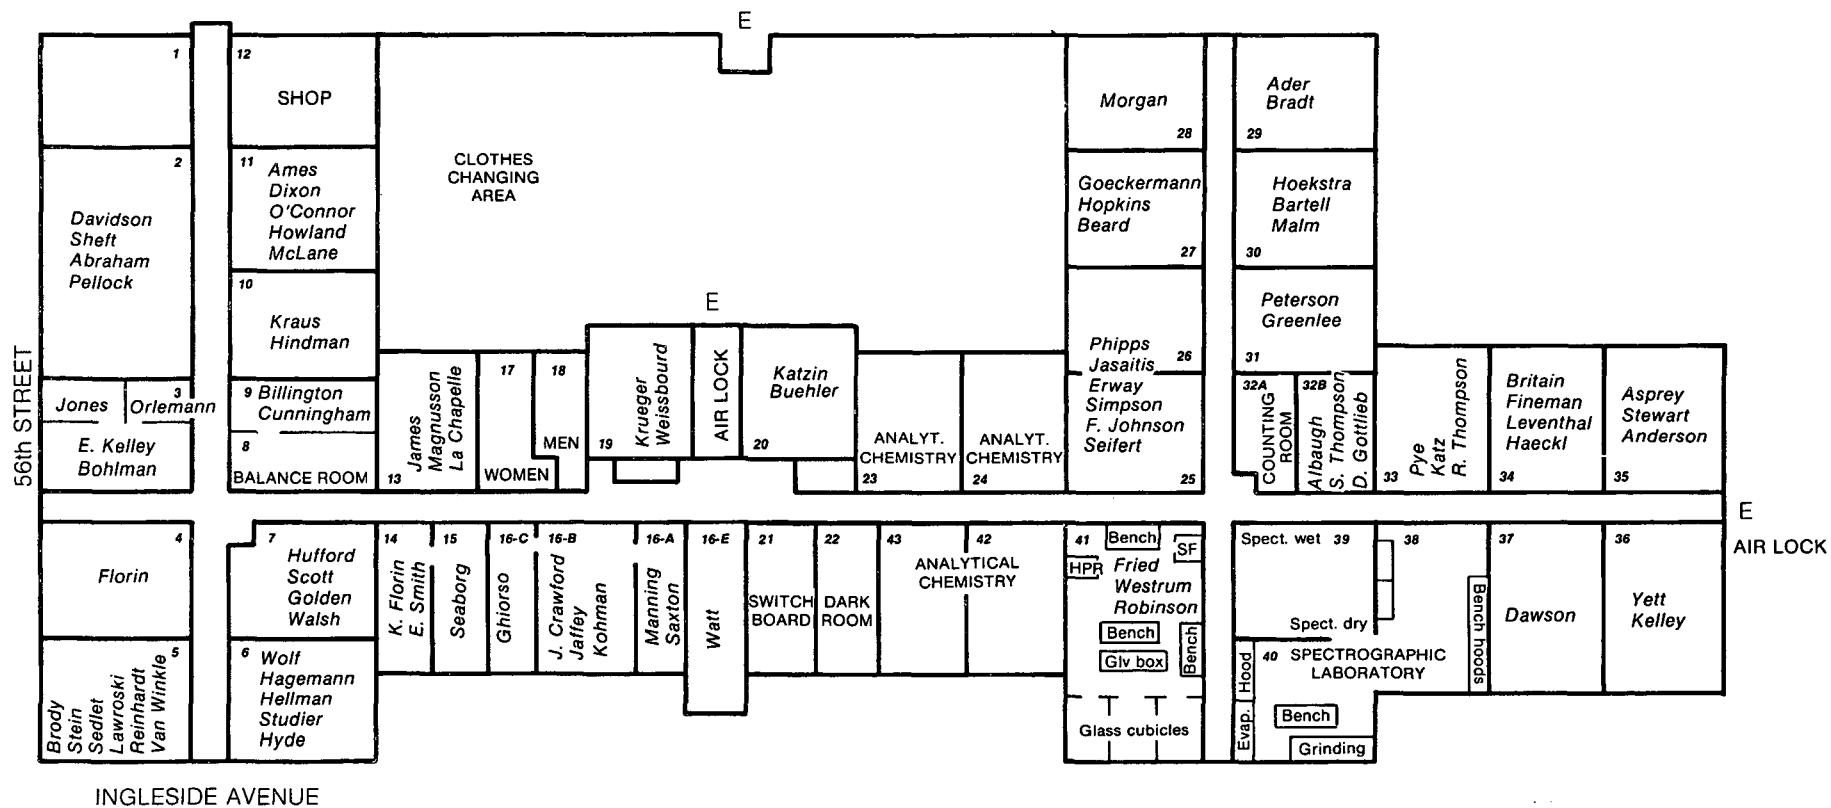 E
1
12
SHOP
CLOTHES
CHANGING
AREA
Morgan
28
Ader
Bradt
29
2
Davidson
Sheft
Abraham
Pellock
11
Ames
Dixon
O'Connor
Howland
McLane
Goeckermann
Hopkins
Beard
27
Hoekstra
Bartell
Malm
30
10
Kraus
Hindman
E
Phipps
Jasaitis
26
Peterson
Greenlee
31
56th STREET
3
Jones
Orlemann
E. Kelley
Bohlman
9
Billington
Cunningham
8
BALANCE ROOM
James
Magnusson
La Chapelle
13
17
WOMEN
18
MEN
Krueger
Weissbourd
19
AIR LOCK
Katzin
Buehler
20
ANALYT.
CHEMISTRY
23
ANALYT.
CHEMISTRY
24
Erway
Simpson
F. Johnson
Seifert
25
32A
COUNTING
ROOM
32B
Albaugh
S. Thompson
D. Gottlieb
Pye
Katz
R. Thompson
33
Britain
Fineman
Leventhal
Haeckl
34
Asprey
Stewart
Anderson
35
E
AIR LOCK
4
Florin
7
Hufford
Scott
Golden
Walsh
14
K. Florin
E. Smith
15
Seaborg
16-C
Ghiorso
16-B
J. Crawford
Jaffey
Kohman
16-A
Manning
Saxton
16-E
Watt
21
SWITCH
BOARD
22
DARK
ROOM
43
42
ANALYTICAL
CHEMISTRY
41
Bench
SF
HPR
Fried
Westrum
Robinson
Bench
Glv box
Bench
Glass cubicles
Spect. wet
39
Spect. dry
38
Bench hoods
37
Dawson
36
Yett
Kelley
5
Brody
Stein
Sedlet
Lawroski
Reinhardt
Van Winkle
6
Wolf
Hagemann
Hellman
Studier
Hyde
40
SPECTROGRAPHIC
LABORATORY
Hood
Evap.
Bench
Grinding
INGLESIDE AVENUE